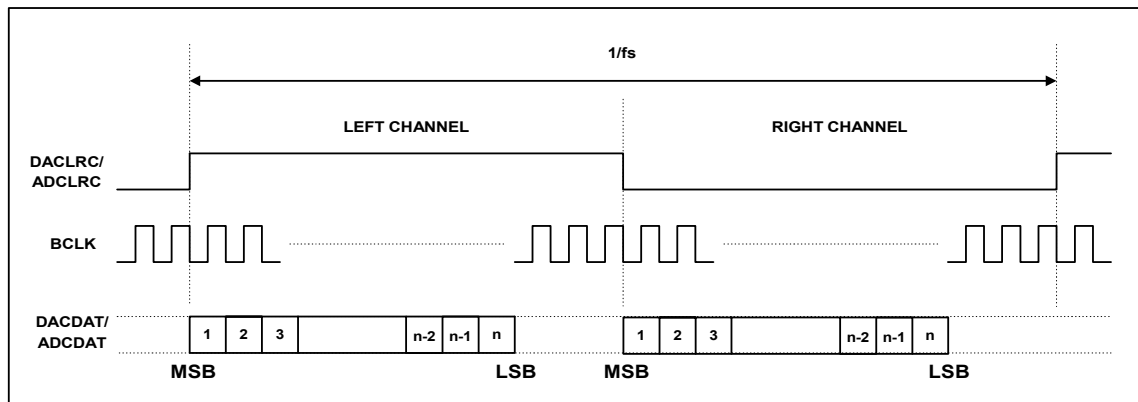 1/fs
LEFT CHANNEL
RIGHT CHANNEL
DACLRC/
ADCLRC
BCLK
DACDAT/
ADCDAT
1 2 3 n-2 n-1 n 1 2 3 n-2 n-1 n
MSB LSB MSB LSB